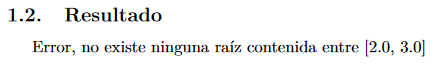 1.2. Resultado
Error, no existe ninguna raíz contenida entre [2.0, 3.0]